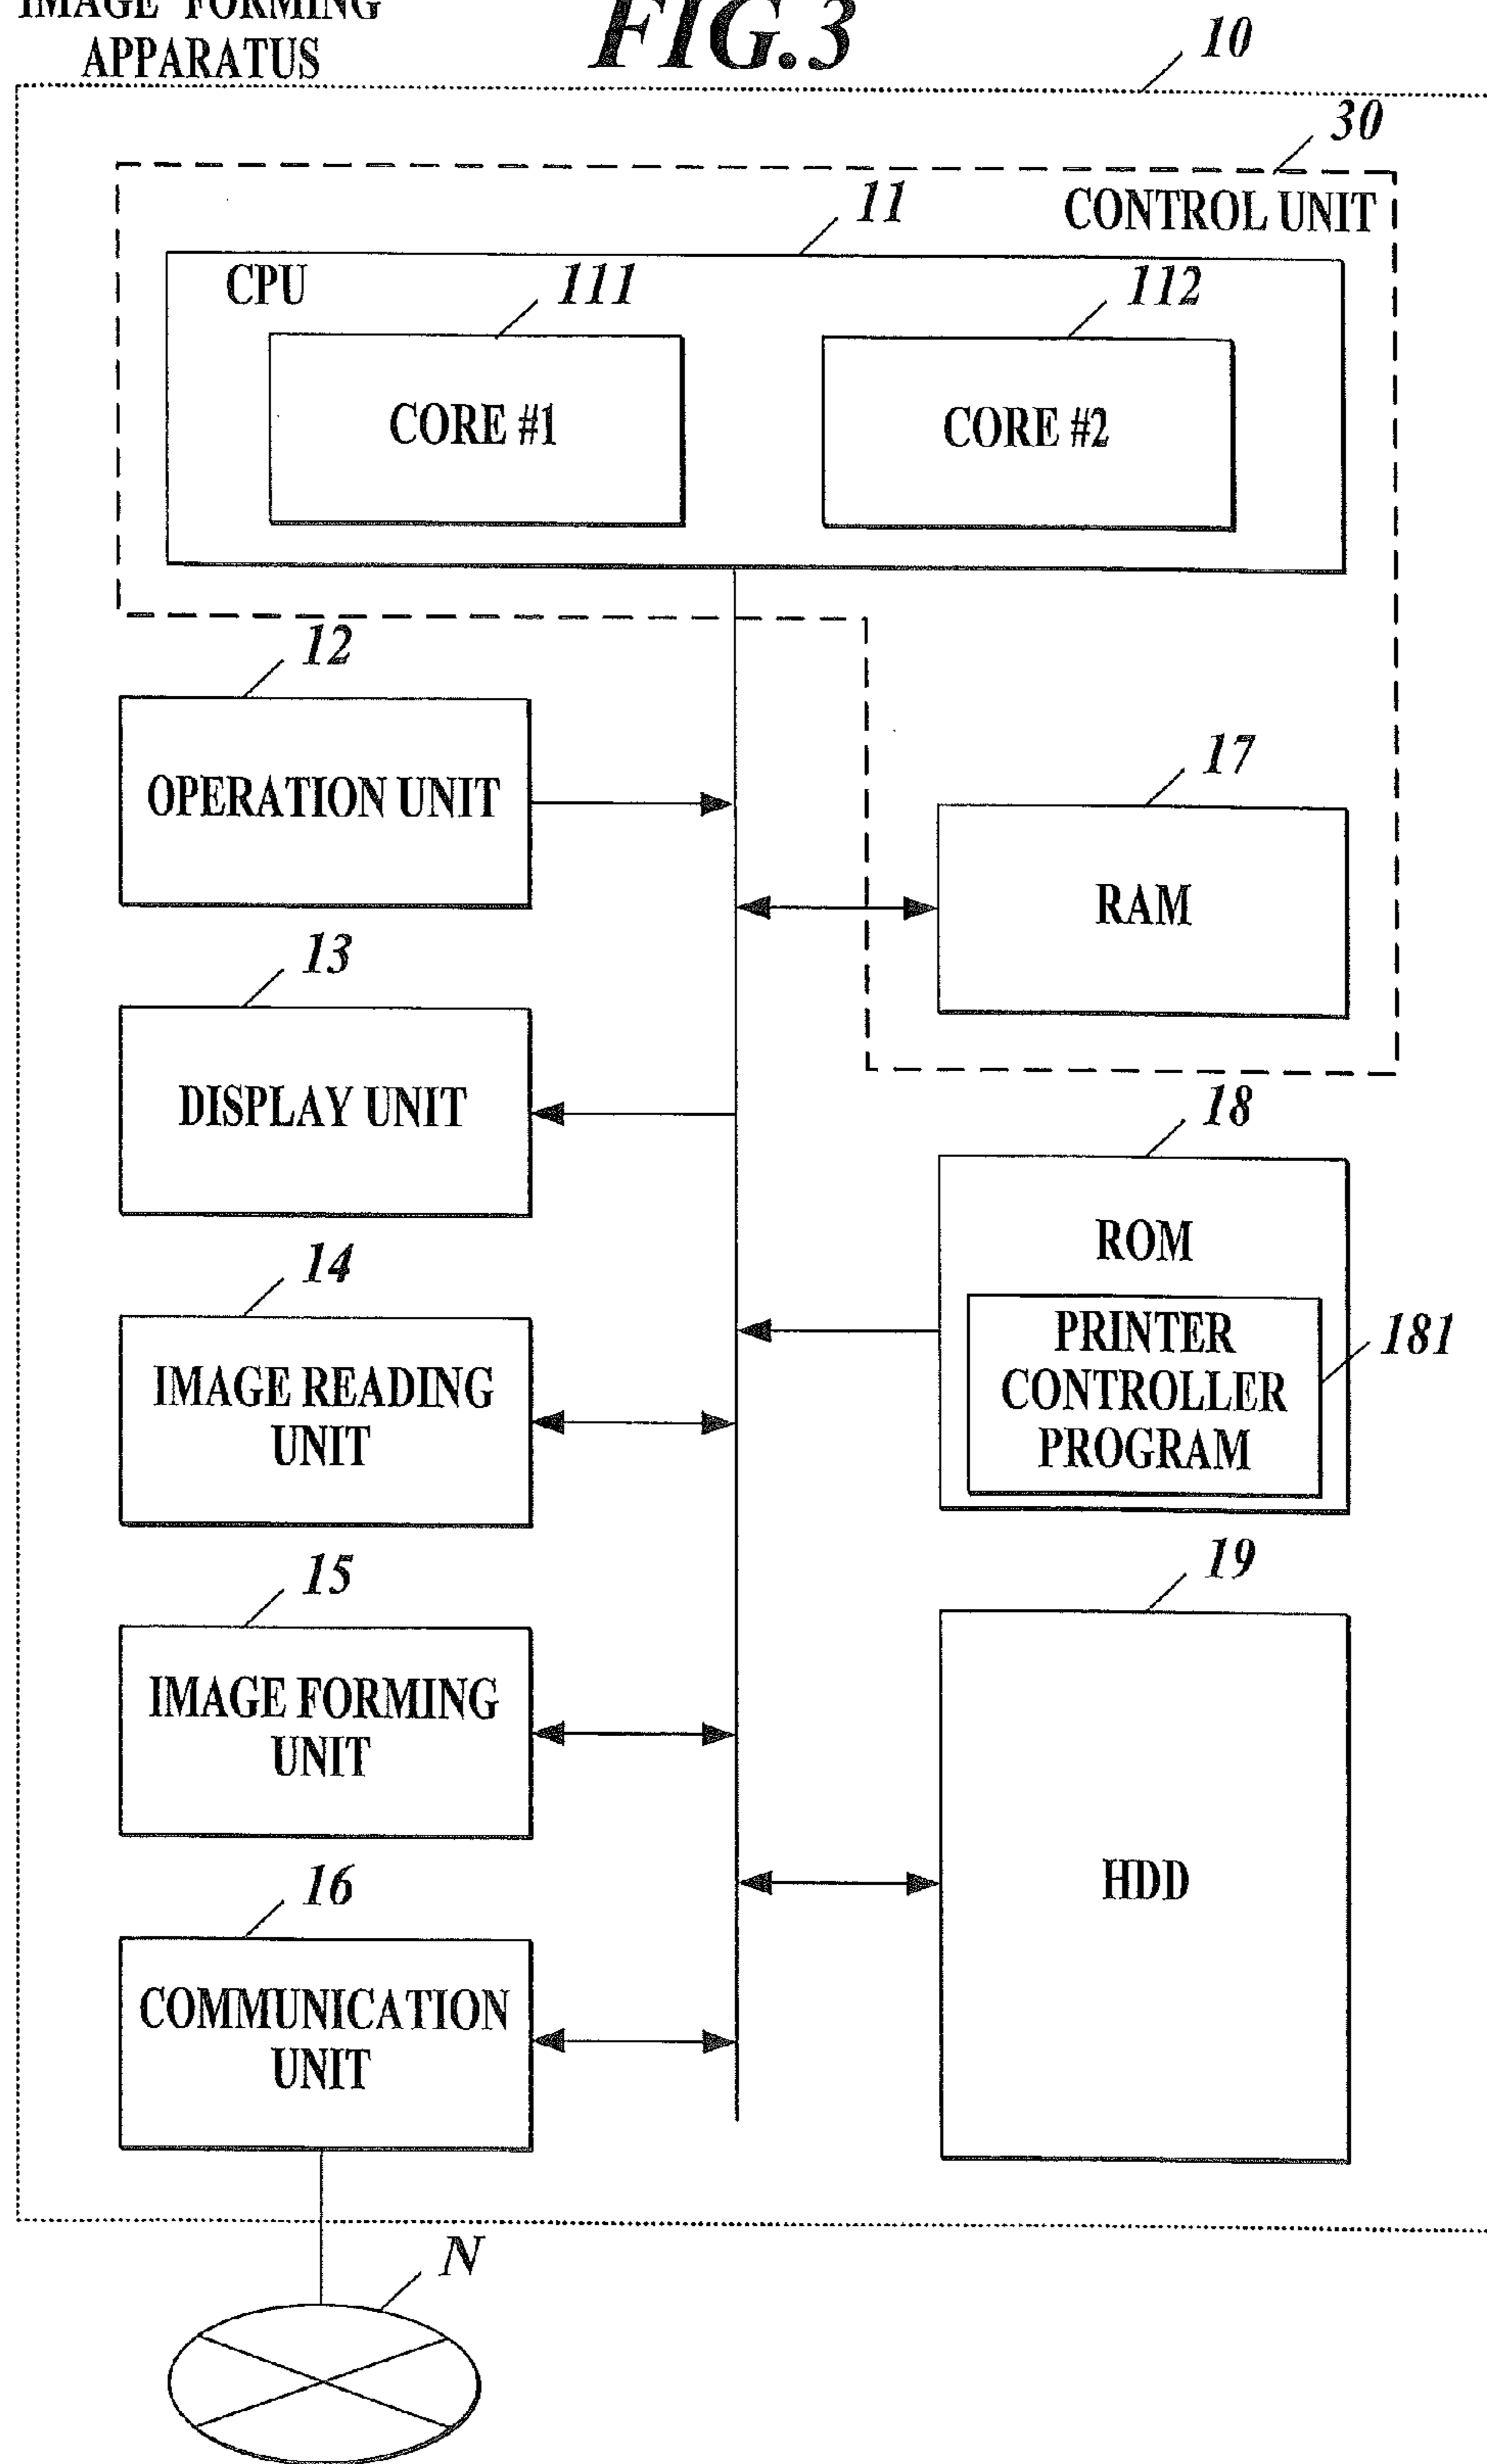 IMAGE FORMING
APPARATUS
FIG.3
10
30
CONTROL UNIT
11
CPU
111
112
CORE #1
CORE #2
12
OPERATION UNIT
17
RAM
13
DISPLAY UNIT
18
ROM
PRINTER
CONTROLLER
PROGRAM
181
14
IMAGE READING
UNIT
15
IMAGE FORMING
UNIT
19
HDD
16
COMMUNICATION
UNIT
N